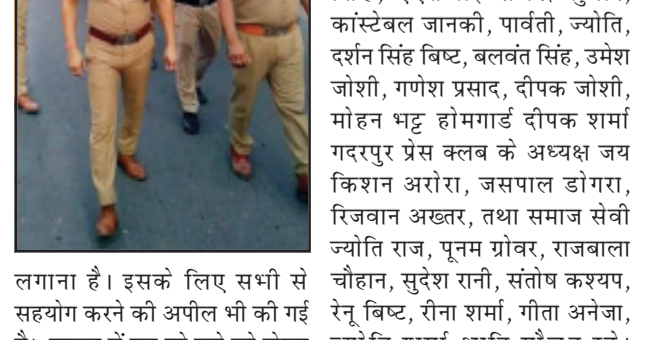 लगाना है। इसके लिए सभी से
सहयोग करने की अपील भी की गई
कांस्टेबल जानकी, पार्वती, ज्योति,
दर्शन सिंह बिष्ट, बलवंत सिंह, उमेश
जोशी, गणेश प्रसाद, दीपक जोशी,
मोहन भट्ट होमगार्ड दीपक शर्मा
गदरपुर प्रेस क्लब के अध्यक्ष जय
किशन अरोरा, जसपाल डोगरा,
रिजवान अख्तर, तथा समाज सेवी
ज्योति राज, पूनम ग्रोवर, राजबाला
चौहान, सुदेश रानी, संतोष कश्यप,
रेनू बिष्ट, रीना शर्मा, गीता अनेजा,